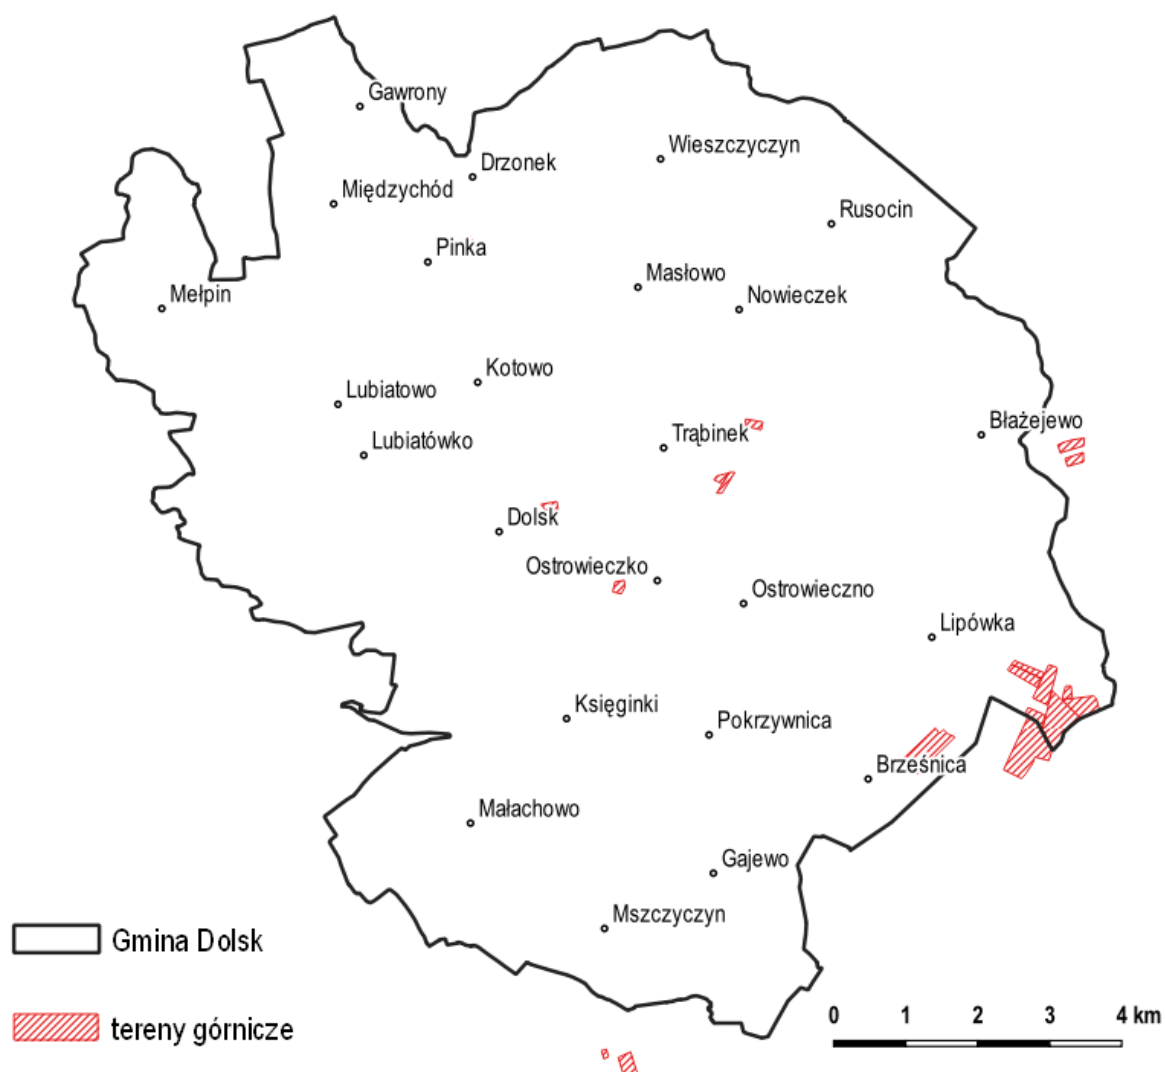 Gawrony
Wieszczyczyn
Drzonek
Międzychód
Rusocin
Pinka
Masłowo
Mełpin
Nowieczek
Kotowo
Lubiatowo
Błażejewo
Trąbinek
Lubiatówko
Dolsk
Ostrowieczko
Ostrowieczno
Lipówka
Księginki
Pokrzywnica
Brześnica
Małachowo
Gajewo
Mszczyczyn
Gmina Dolsk
tereny górnicze
0 1 2 3 4 km